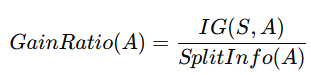 GainRatio(A) = IG(S, A) / SplitInfo(A)